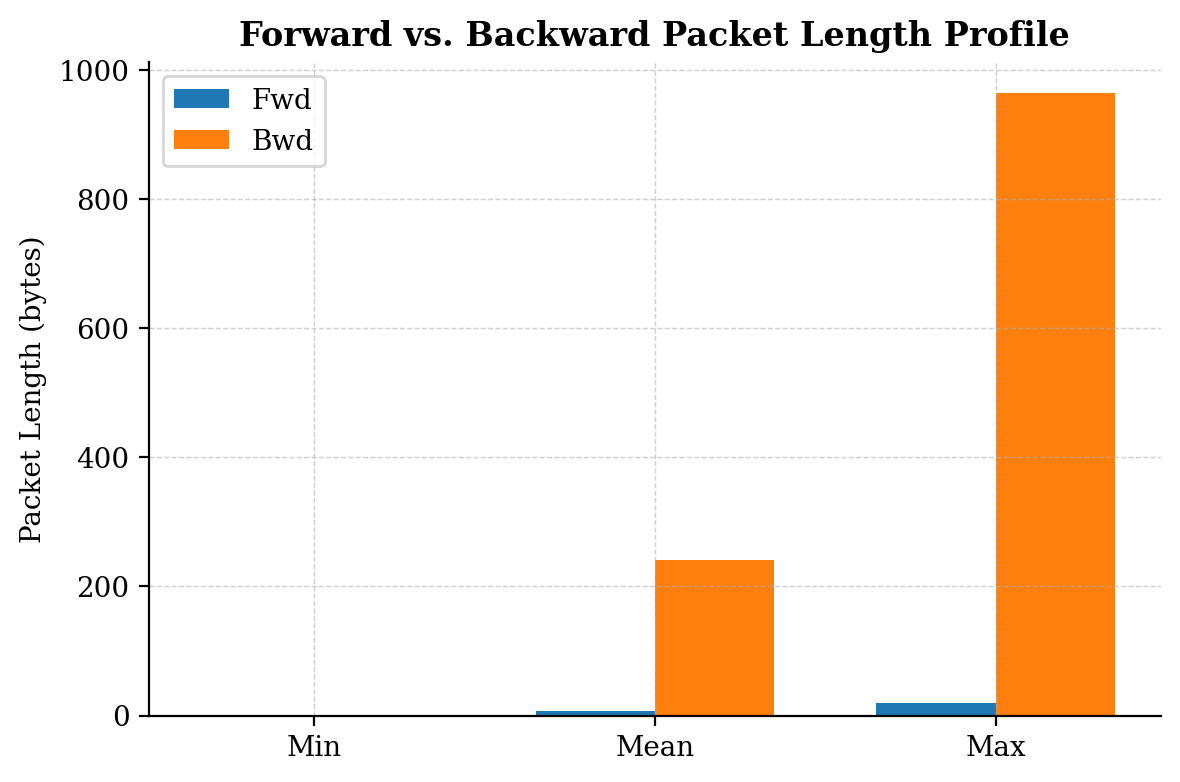 Forward vs. Backward Packet Length Profile
Fwd
Bwd
Packet Length (bytes)
1000
800
600
400
200
0
Min
Mean
Max